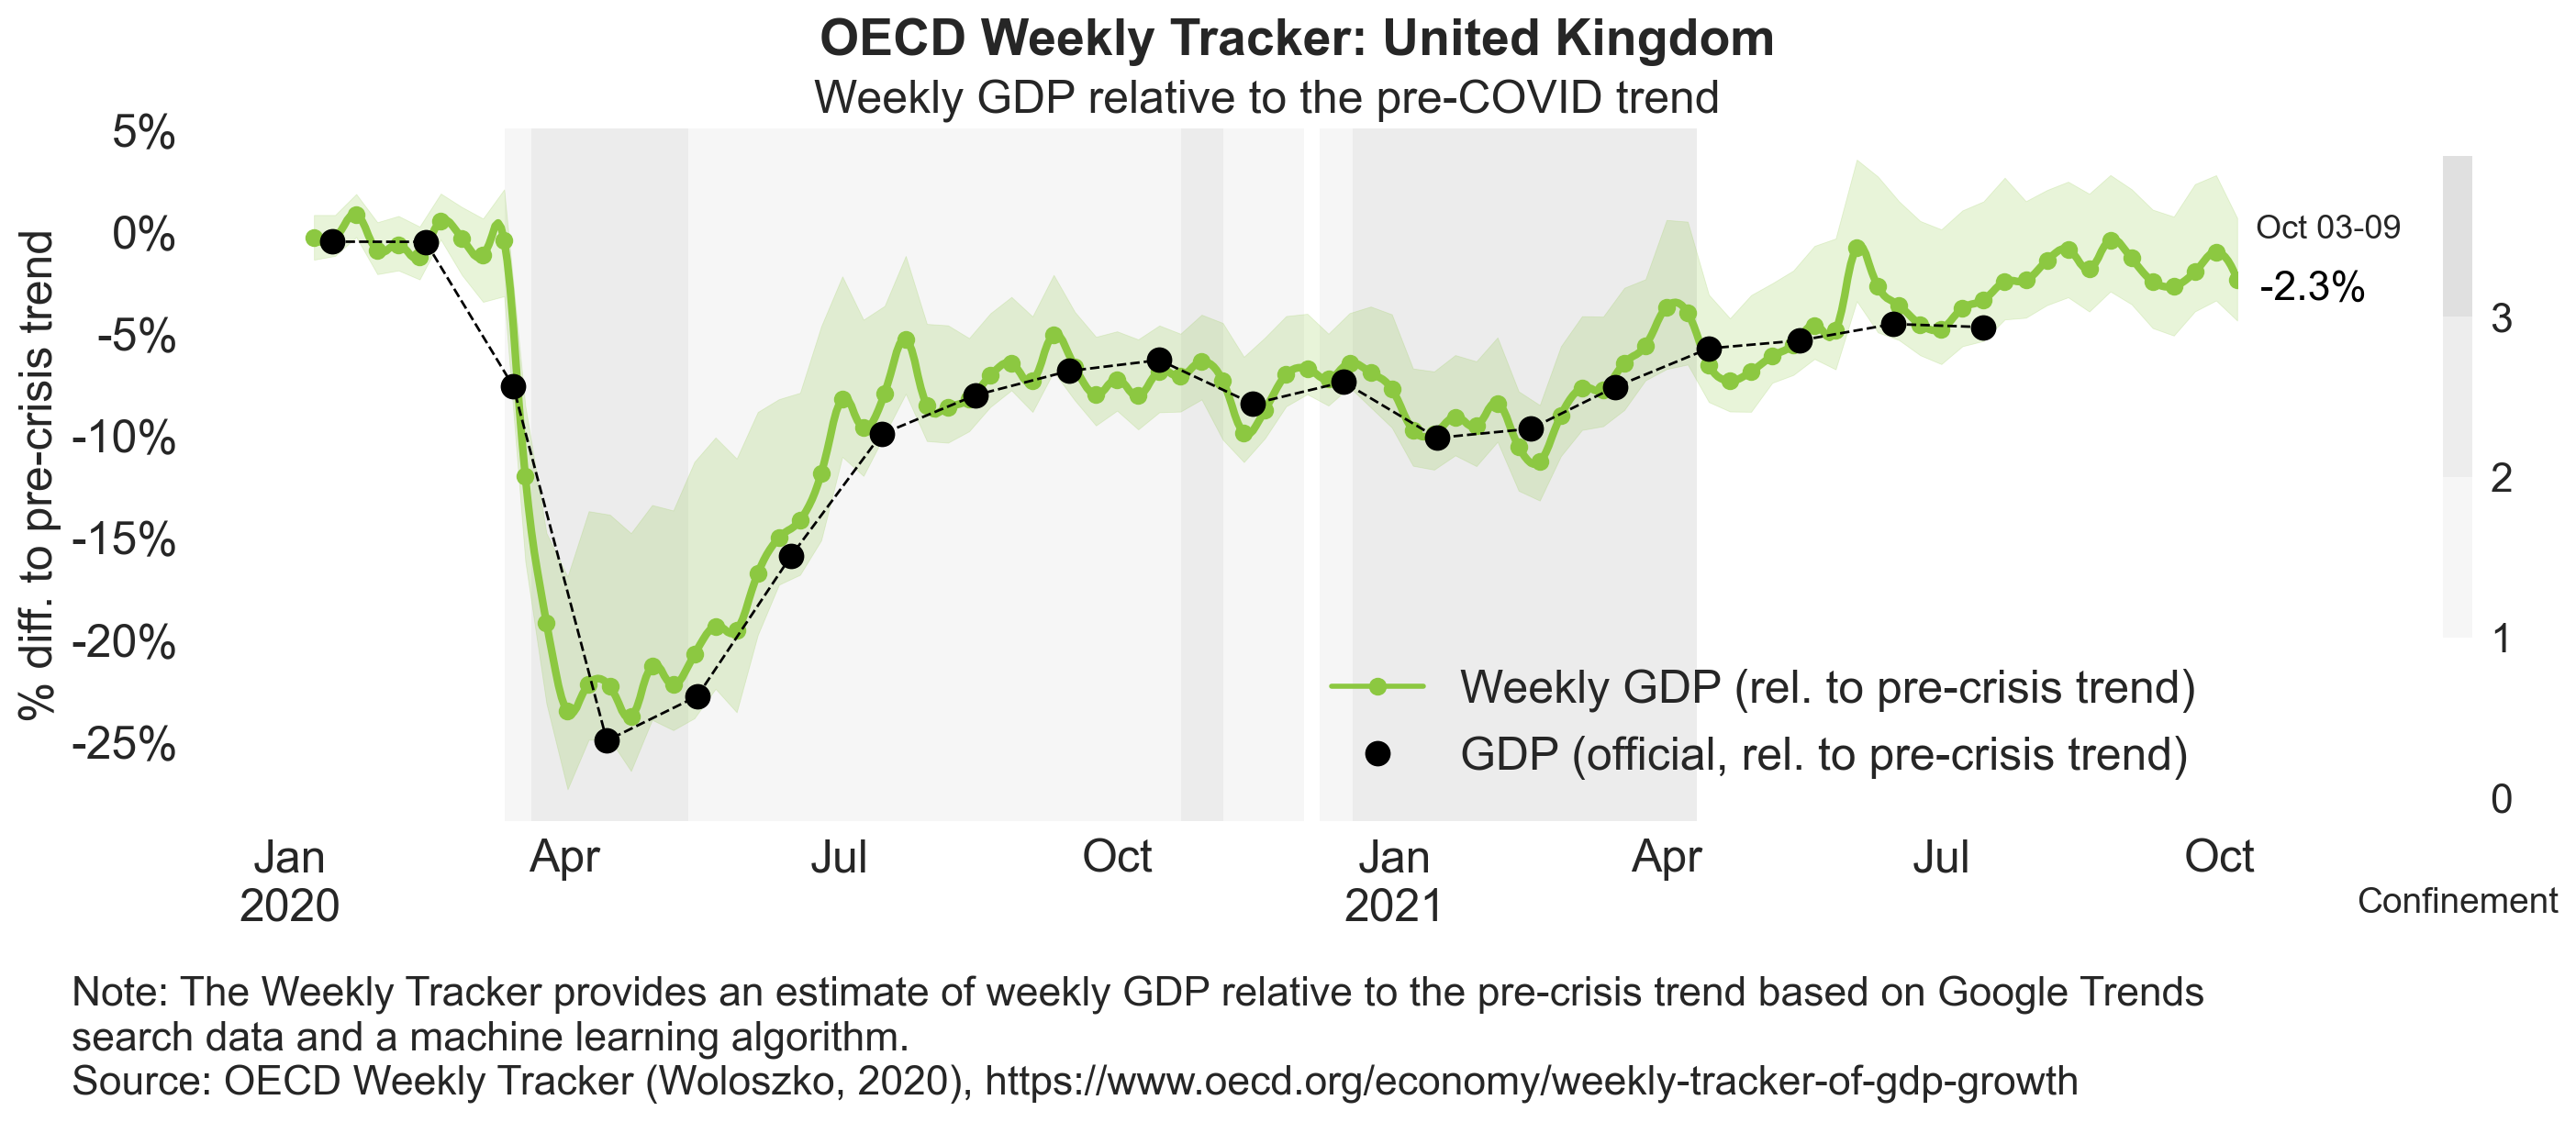 OECD Weekly Tracker: United Kingdom
Weekly GDP relative to the pre-COVID trend
% diff. to pre-crisis trend
5%
0%
-5%
-10%
-15%
-20%
-25%
Oct 03-09
-2.3%
3
2
1
0
Confinement
Weekly GDP (rel. to pre-crisis trend)
GDP (official, rel. to pre-crisis trend)
Jan Apr Jul Oct Jan Apr Jul Oct
2020 2021
Note: The Weekly Tracker provides an estimate of weekly GDP relative to the pre-crisis trend based on Google Trends
search data and a machine learning algorithm.
Source: OECD Weekly Tracker (Woloszko, 2020), https://www.oecd.org/economy/weekly-tracker-of-gdp-growth